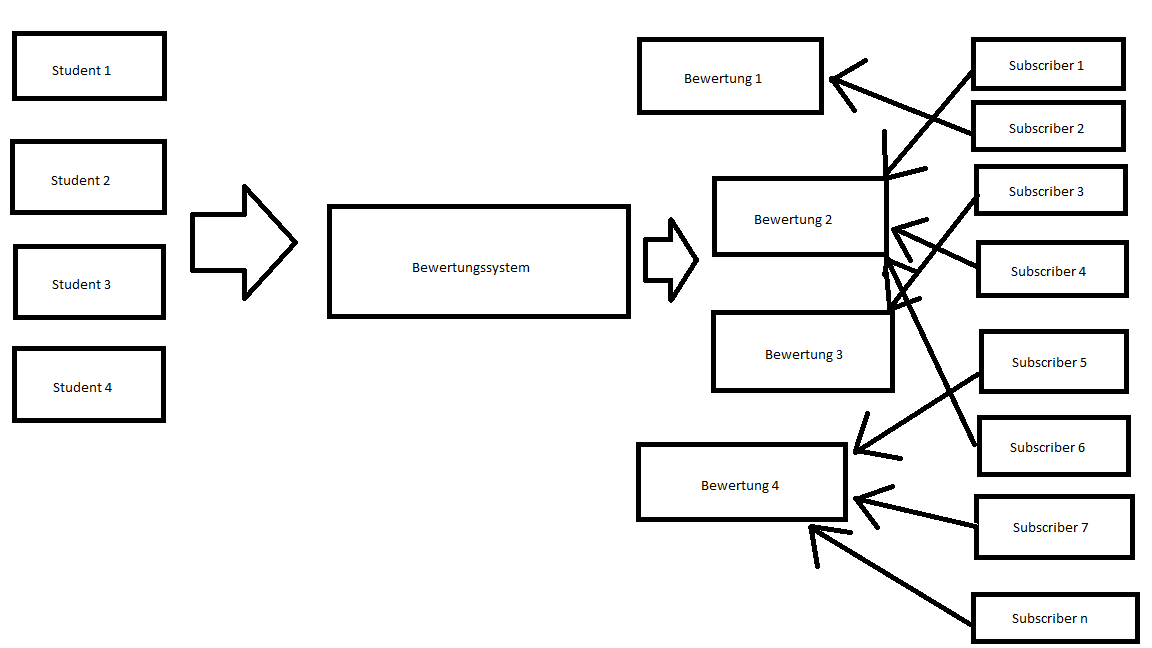 Student 1
Student 2
Student 3
Student 4
Bewertungssystem
Bewertung 1
Bewertung 2
Bewertung 3
Bewertung 4
Subscriber 1
Subscriber 2
Subscriber 3
Subscriber 4
Subscriber 5
Subscriber 6
Subscriber 7
Subscriber n